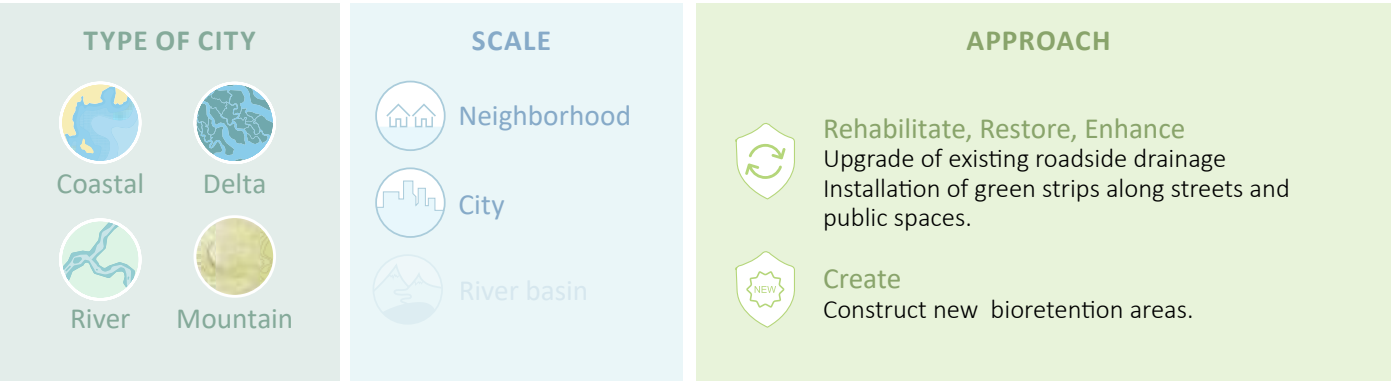 TYPE OF CITY
Coastal
Delta
River
Mountain
SCALE
Neighborhood
City
River basin
APPROACH
Rehabilitate, Restore, Enhance
Upgrade of existing roadside drainage
Installation of green strips along streets and
public spaces.
NEW
Create
Construct new  bioretention areas.